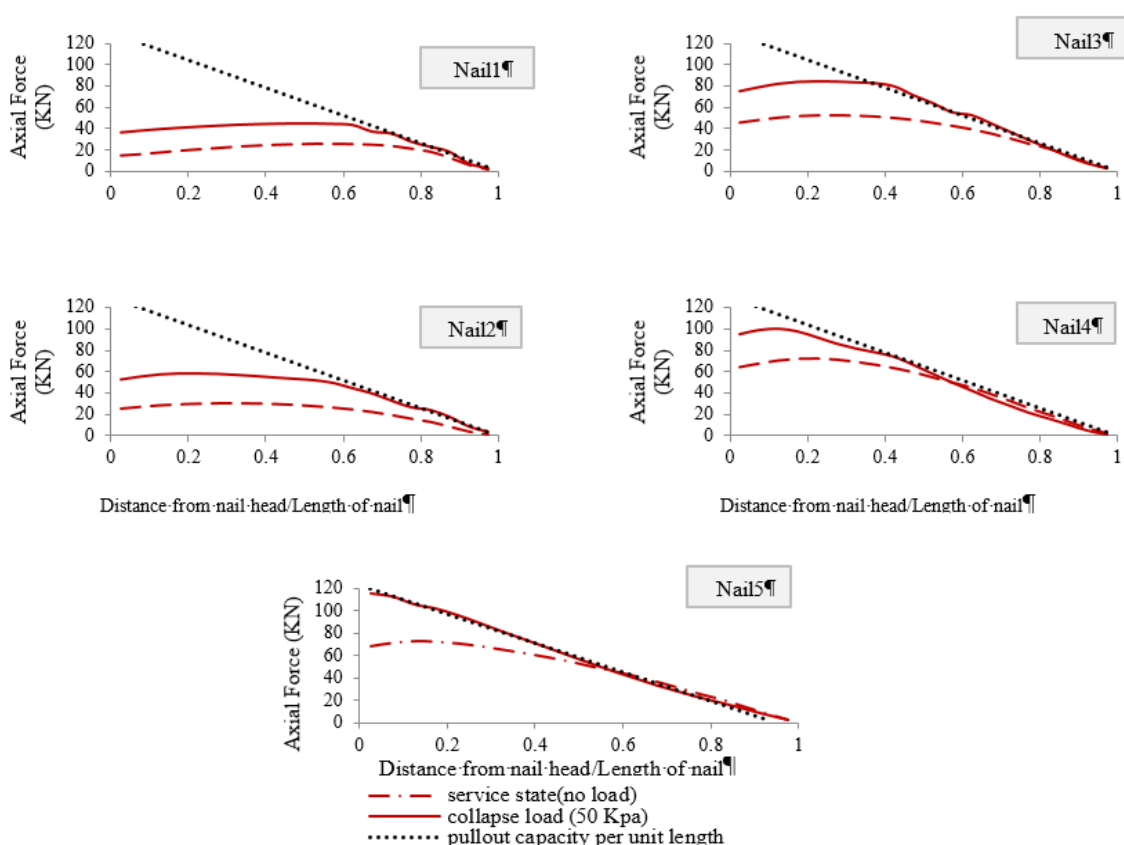 Nail1¶
Axial Force
(KN)
120
100
80
60
40
20
0
0 0.2 0.4 0.6 0.8 1
Nail3¶
Axial Force
(KN)
120
100
80
60
40
20
0
0 0.2 0.4 0.6 0.8 1
Nail2¶
Axial Force
(KN)
120
100
80
60
40
20
0
0 0.2 0.4 0.6 0.8 1
Distance·from·nail·head/Length·of·nail¶
Nail4¶
Axial Force
(KN)
120
100
80
60
40
20
0
0 0.2 0.4 0.6 0.8 1
Distance·from·nail·head/Length·of·nail¶
Nail5¶
Axial Force (KN)
120
100
80
60
40
20
0
0 0.2 0.4 0.6 0.8 1
Distance·from·nail·head/Length·of·nail¶
service state(no load)
collapse load (50 Kpa)
pullout capacity per unit length